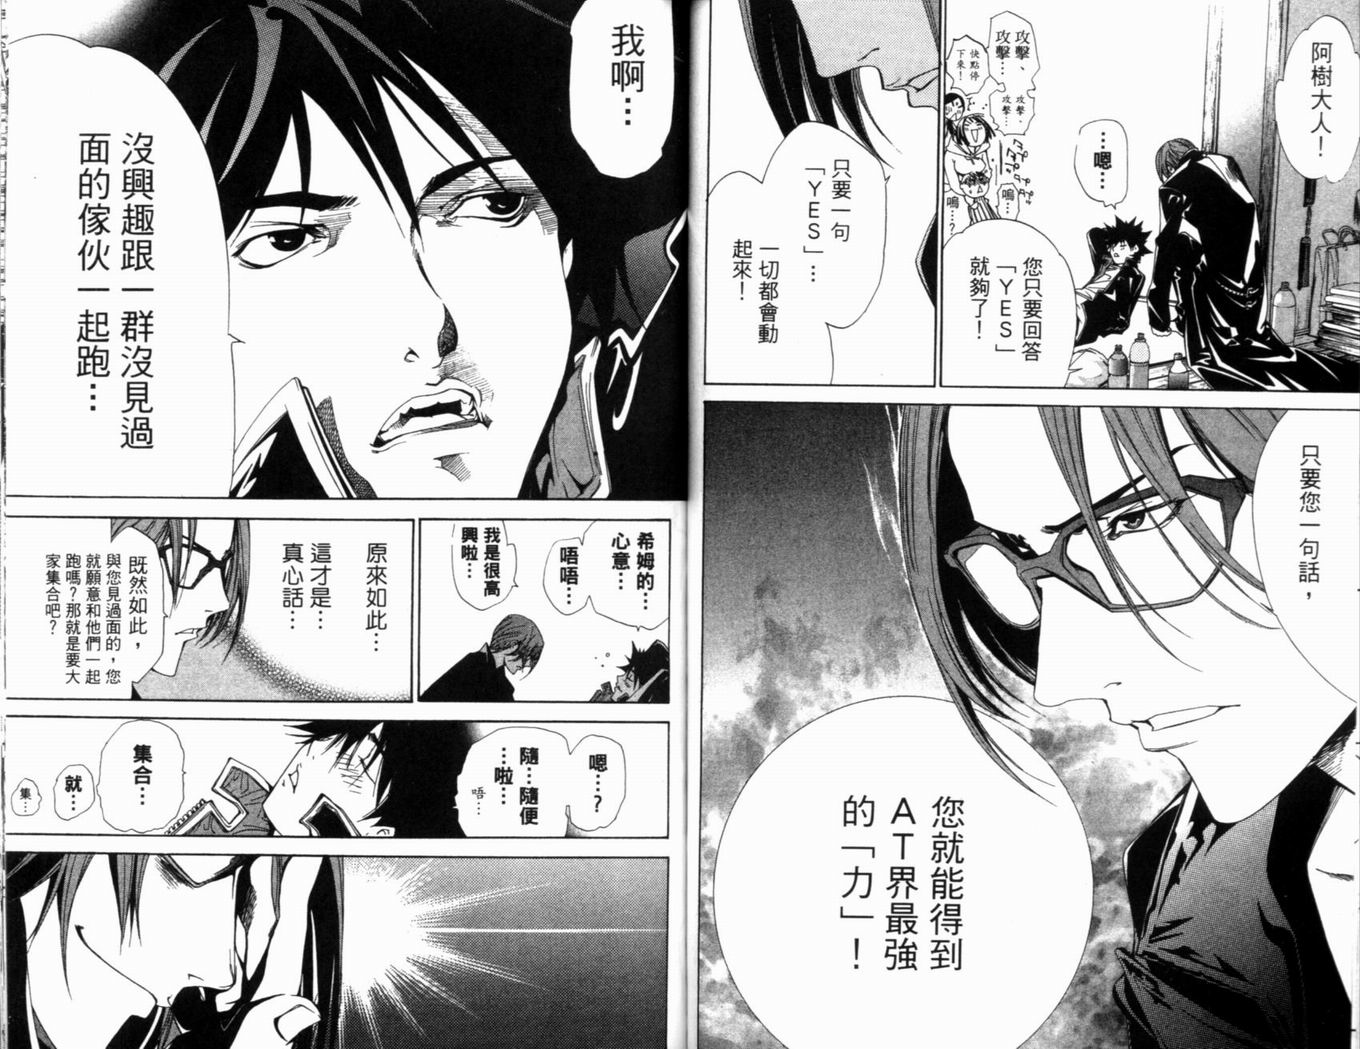 阿樹大人！
…嗯…
攻擊、
攻擊…
快點停
下來！
攻擊、
攻擊…
嗚…
嗚…？
您只要回答
「YES」
就夠了！
只要一句
「YES」…
一切都會動
起來！
只要您一句話，
您就能得到
AT界最強
的「力」！
我啊…
沒興趣跟一群沒見過
面的傢伙一起跑…
希姆的
心意…
唔唔…
我是很高
興啦…
原來如此…
這才是…
真心話…
既然如此，
與您見過面的，您
就願意和他們一起
跑嗎？那就是要大
家集合吧？
嗯…？
隨…隨便
…啦…
唔…
集合…
就…
集…